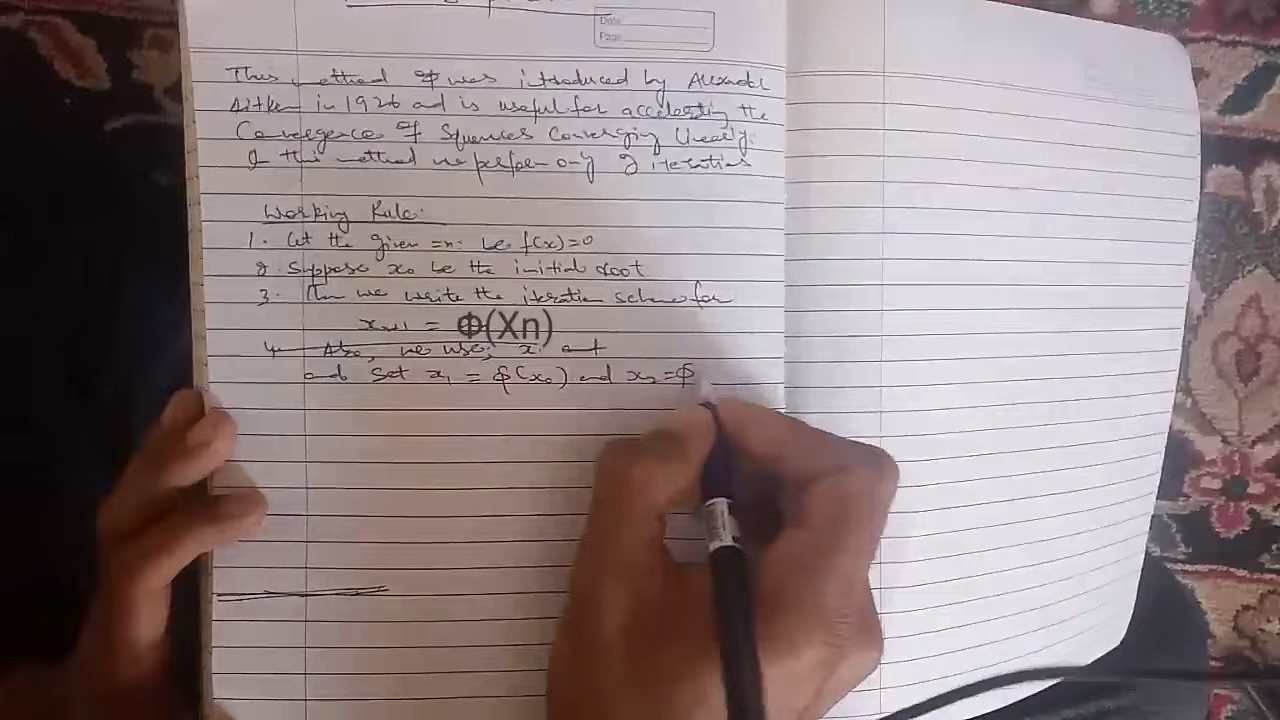 Date
Page
This method of was introduced by Alexander
Aitken in 1926 and is useful for accelerating the
Convergence of Sequences Converging linearly.
In this method we perform only 2 iterations
Working Rule:
1. Let the given =n. be f(x)=0
2. Suppose x₀ be the initial root
3. Then we write the iteration scheme for
xₙ₊₁ = Φ(Xn)
4. Also, we use; x and
and set x₁ = φ(x₀) and x₂ = φ